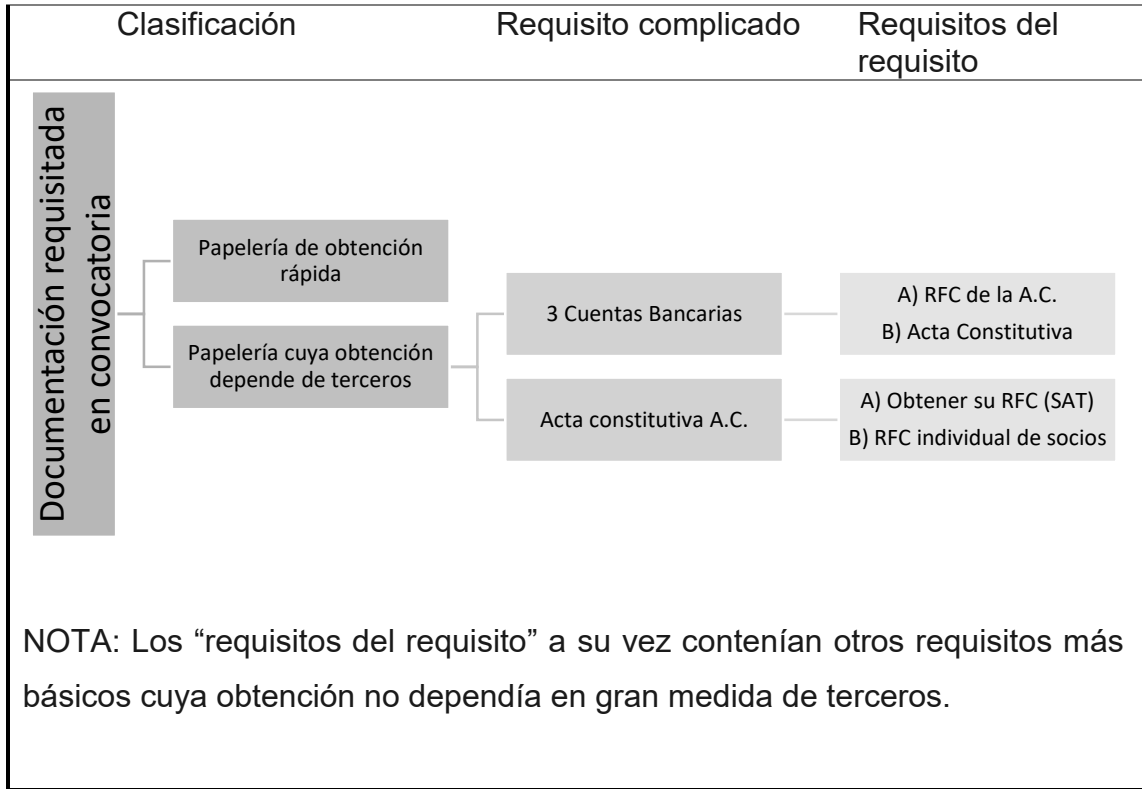 Clasificación
Requisito complicado
Requisitos del
requisito
Documentación requisitada
en convocatoria
Papelería de obtención
rápida
Papelería cuya obtención
depende de terceros
3 Cuentas Bancarias
A) RFC de la A.C.
B) Acta Constitutiva
Acta constitutiva A.C.
A) Obtener su RFC (SAT)
B) RFC individual de socios
NOTA: Los “requisitos del requisito” a su vez contenían otros requisitos más
básicos cuya obtención no dependía en gran medida de terceros.